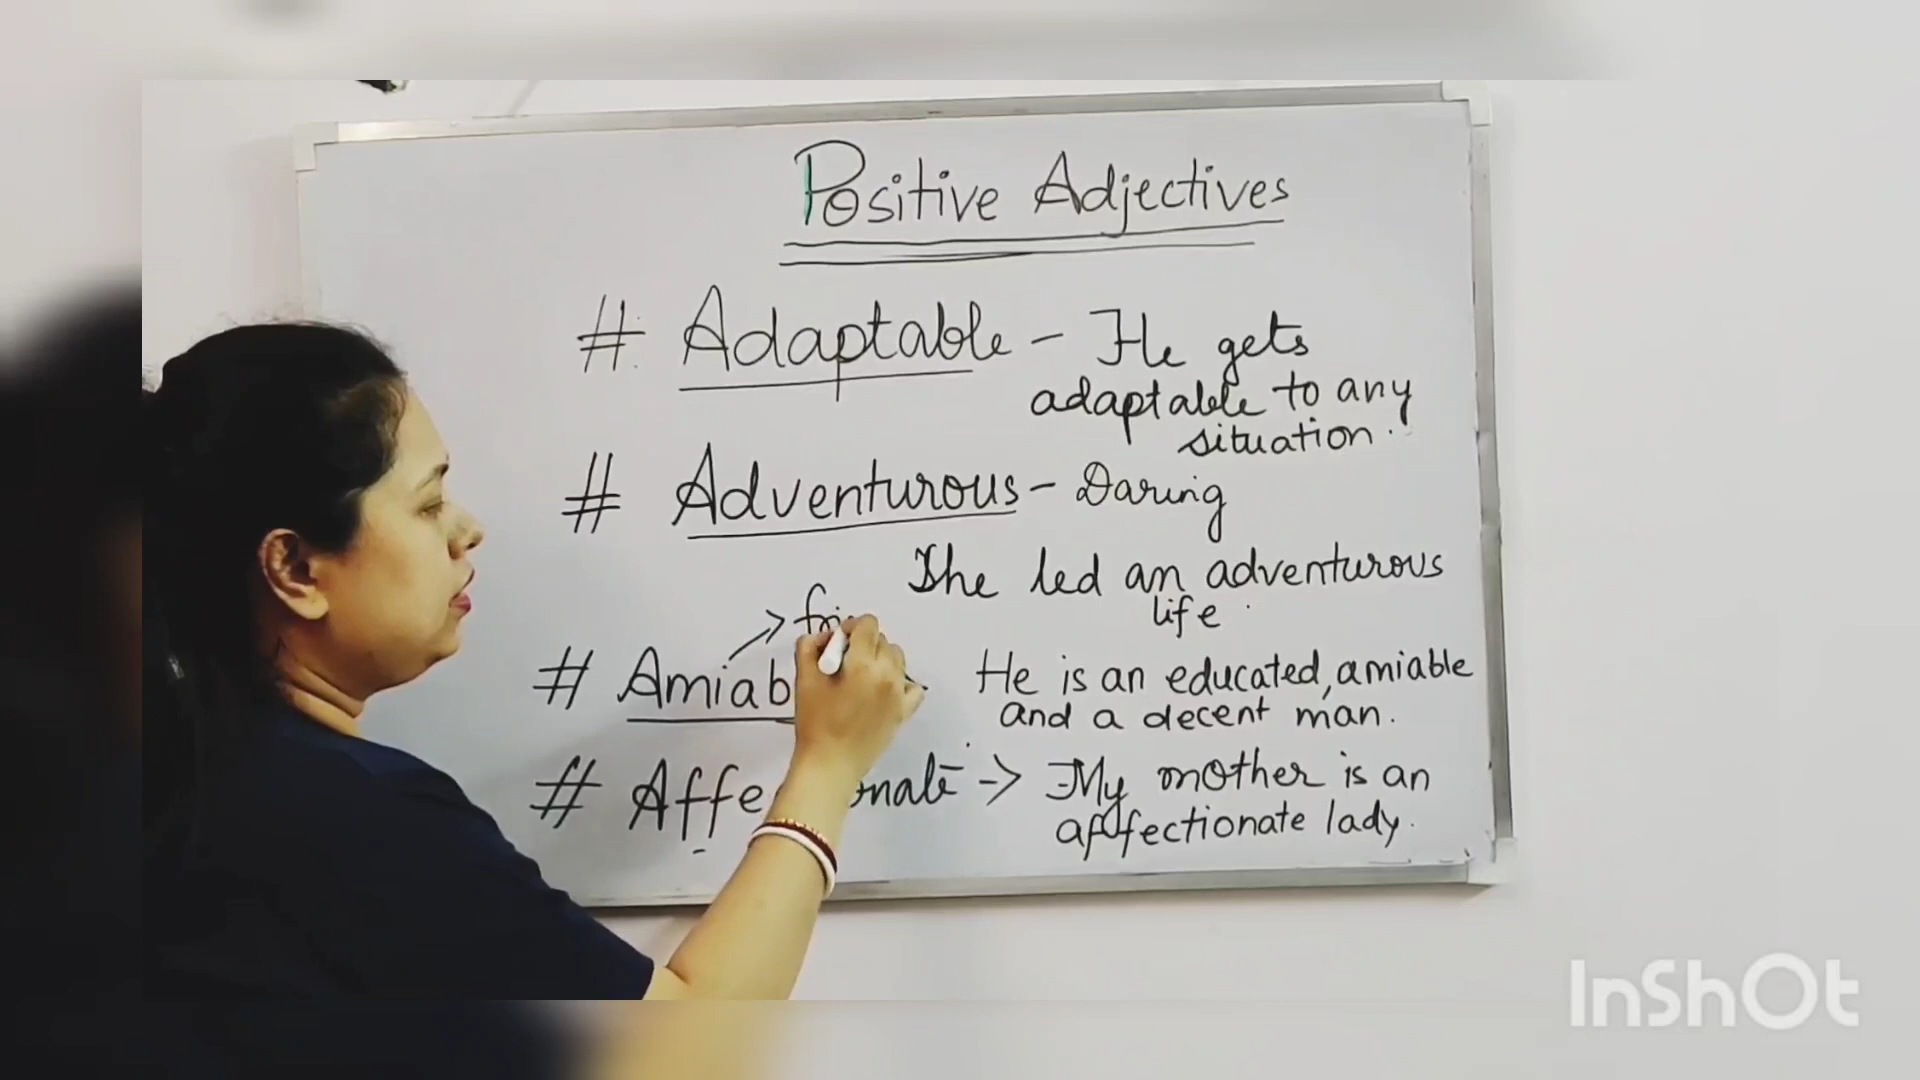 Positive Adjectives
# Adaptable - He gets
adaptable to any
situation.
# Adventurous - Daring
She led an adventurous
life.
# Amiab
He is an educated, amiable
and a decent man.
# Affe onate -> My mother is an
affectionate lady.
InShOt